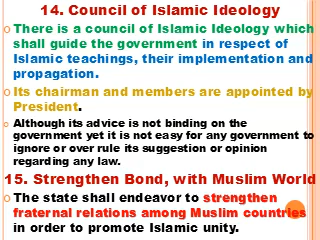 14. Council of Islamic Ideology
There is a council of Islamic Ideology which
shall guide the government in respect of
Islamic teachings, their implementation and
propagation.
Its chairman and members are appointed by
President.
Although its advice is not binding on the
government yet it is not easy for any government to
ignore or over rule its suggestion or opinion
regarding any law.
15. Strengthen Bond, with Muslim World
The state shall endeavor to strengthen
fraternal relations among Muslim countries
in order to promote Islamic unity.